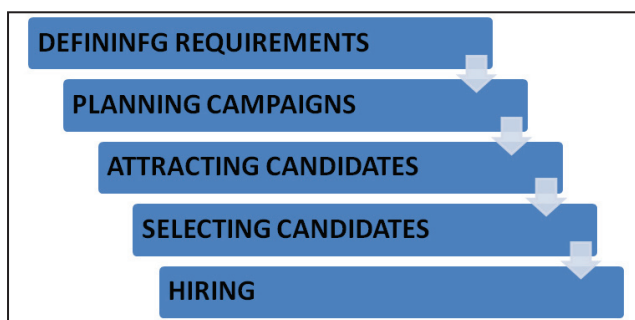 DEFININFG REQUIREMENTS
PLANNING CAMPAIGNS
ATTRACTING CANDIDATES
SELECTING CANDIDATES
HIRING